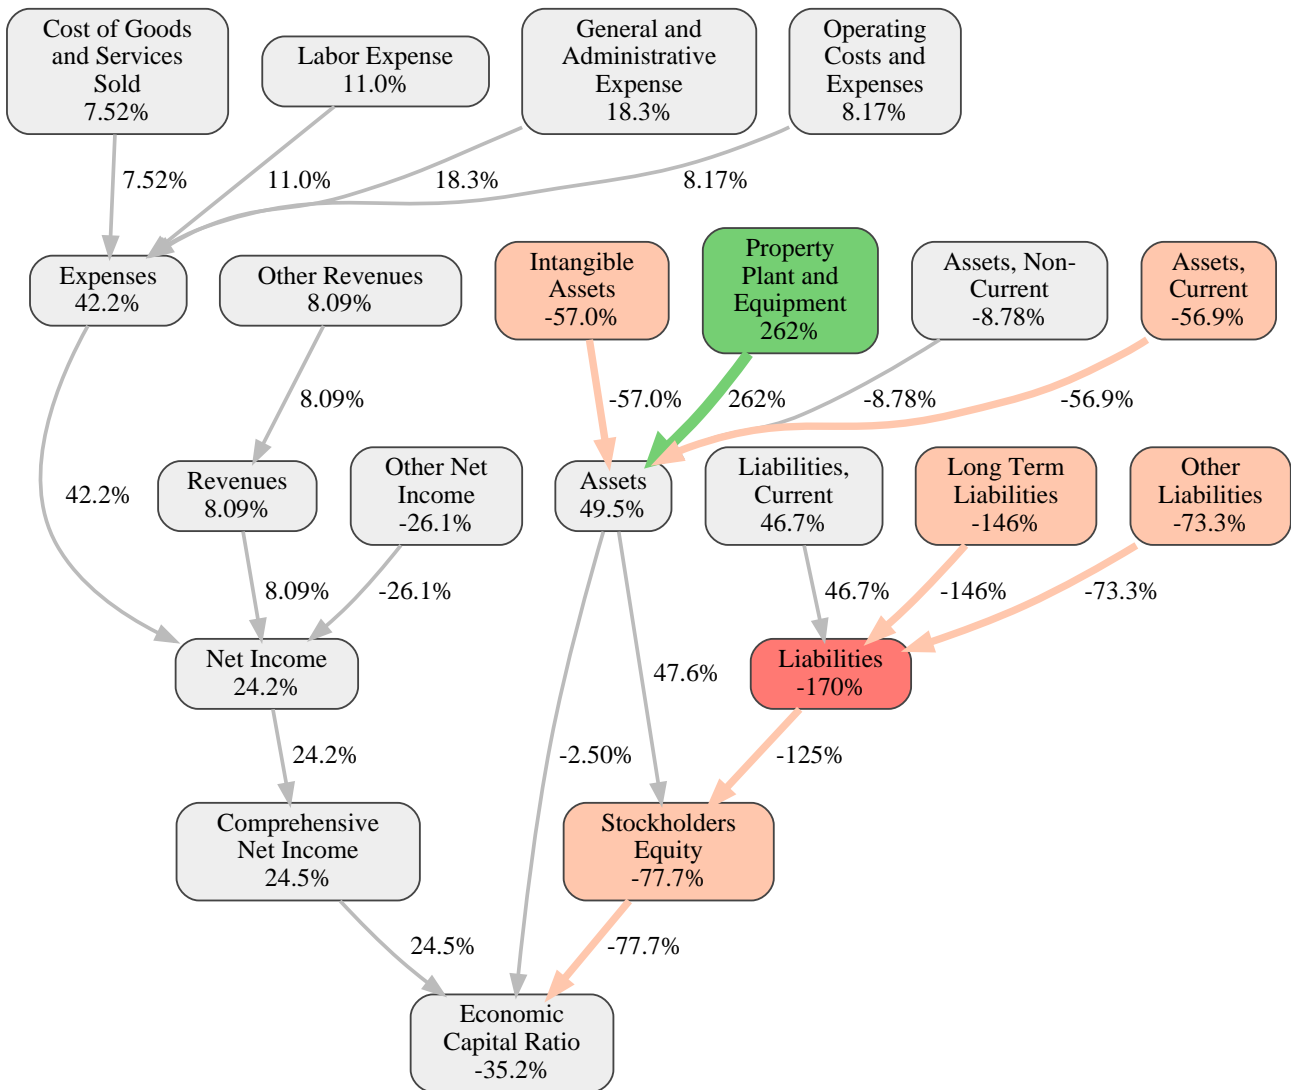 Cost of Goods
and Services
Sold
7.52%
Labor Expense
11.0%
General and
Administrative
Expense
18.3%
Operating
Costs and
Expenses
8.17%
7.52%
11.0%
18.3%
8.17%
Expenses
42.2%
Other Revenues
8.09%
Intangible
Assets
-57.0%
Property
Plant and
Equipment
262%
Assets, Non-
Current
-8.78%
Assets,
Current
-56.9%
8.09%
-57.0%
262%
-8.78%
-56.9%
42.2%
Revenues
8.09%
Other Net
Income
-26.1%
Assets
49.5%
Liabilities,
Current
46.7%
Long Term
Liabilities
-146%
Other
Liabilities
-73.3%
8.09%
-26.1%
46.7%
-146%
-73.3%
Net Income
24.2%
47.6%
Liabilities
-170%
24.2%
-2.50%
-125%
Comprehensive
Net Income
24.5%
Stockholders
Equity
-77.7%
24.5%
-77.7%
Economic
Capital Ratio
-35.2%